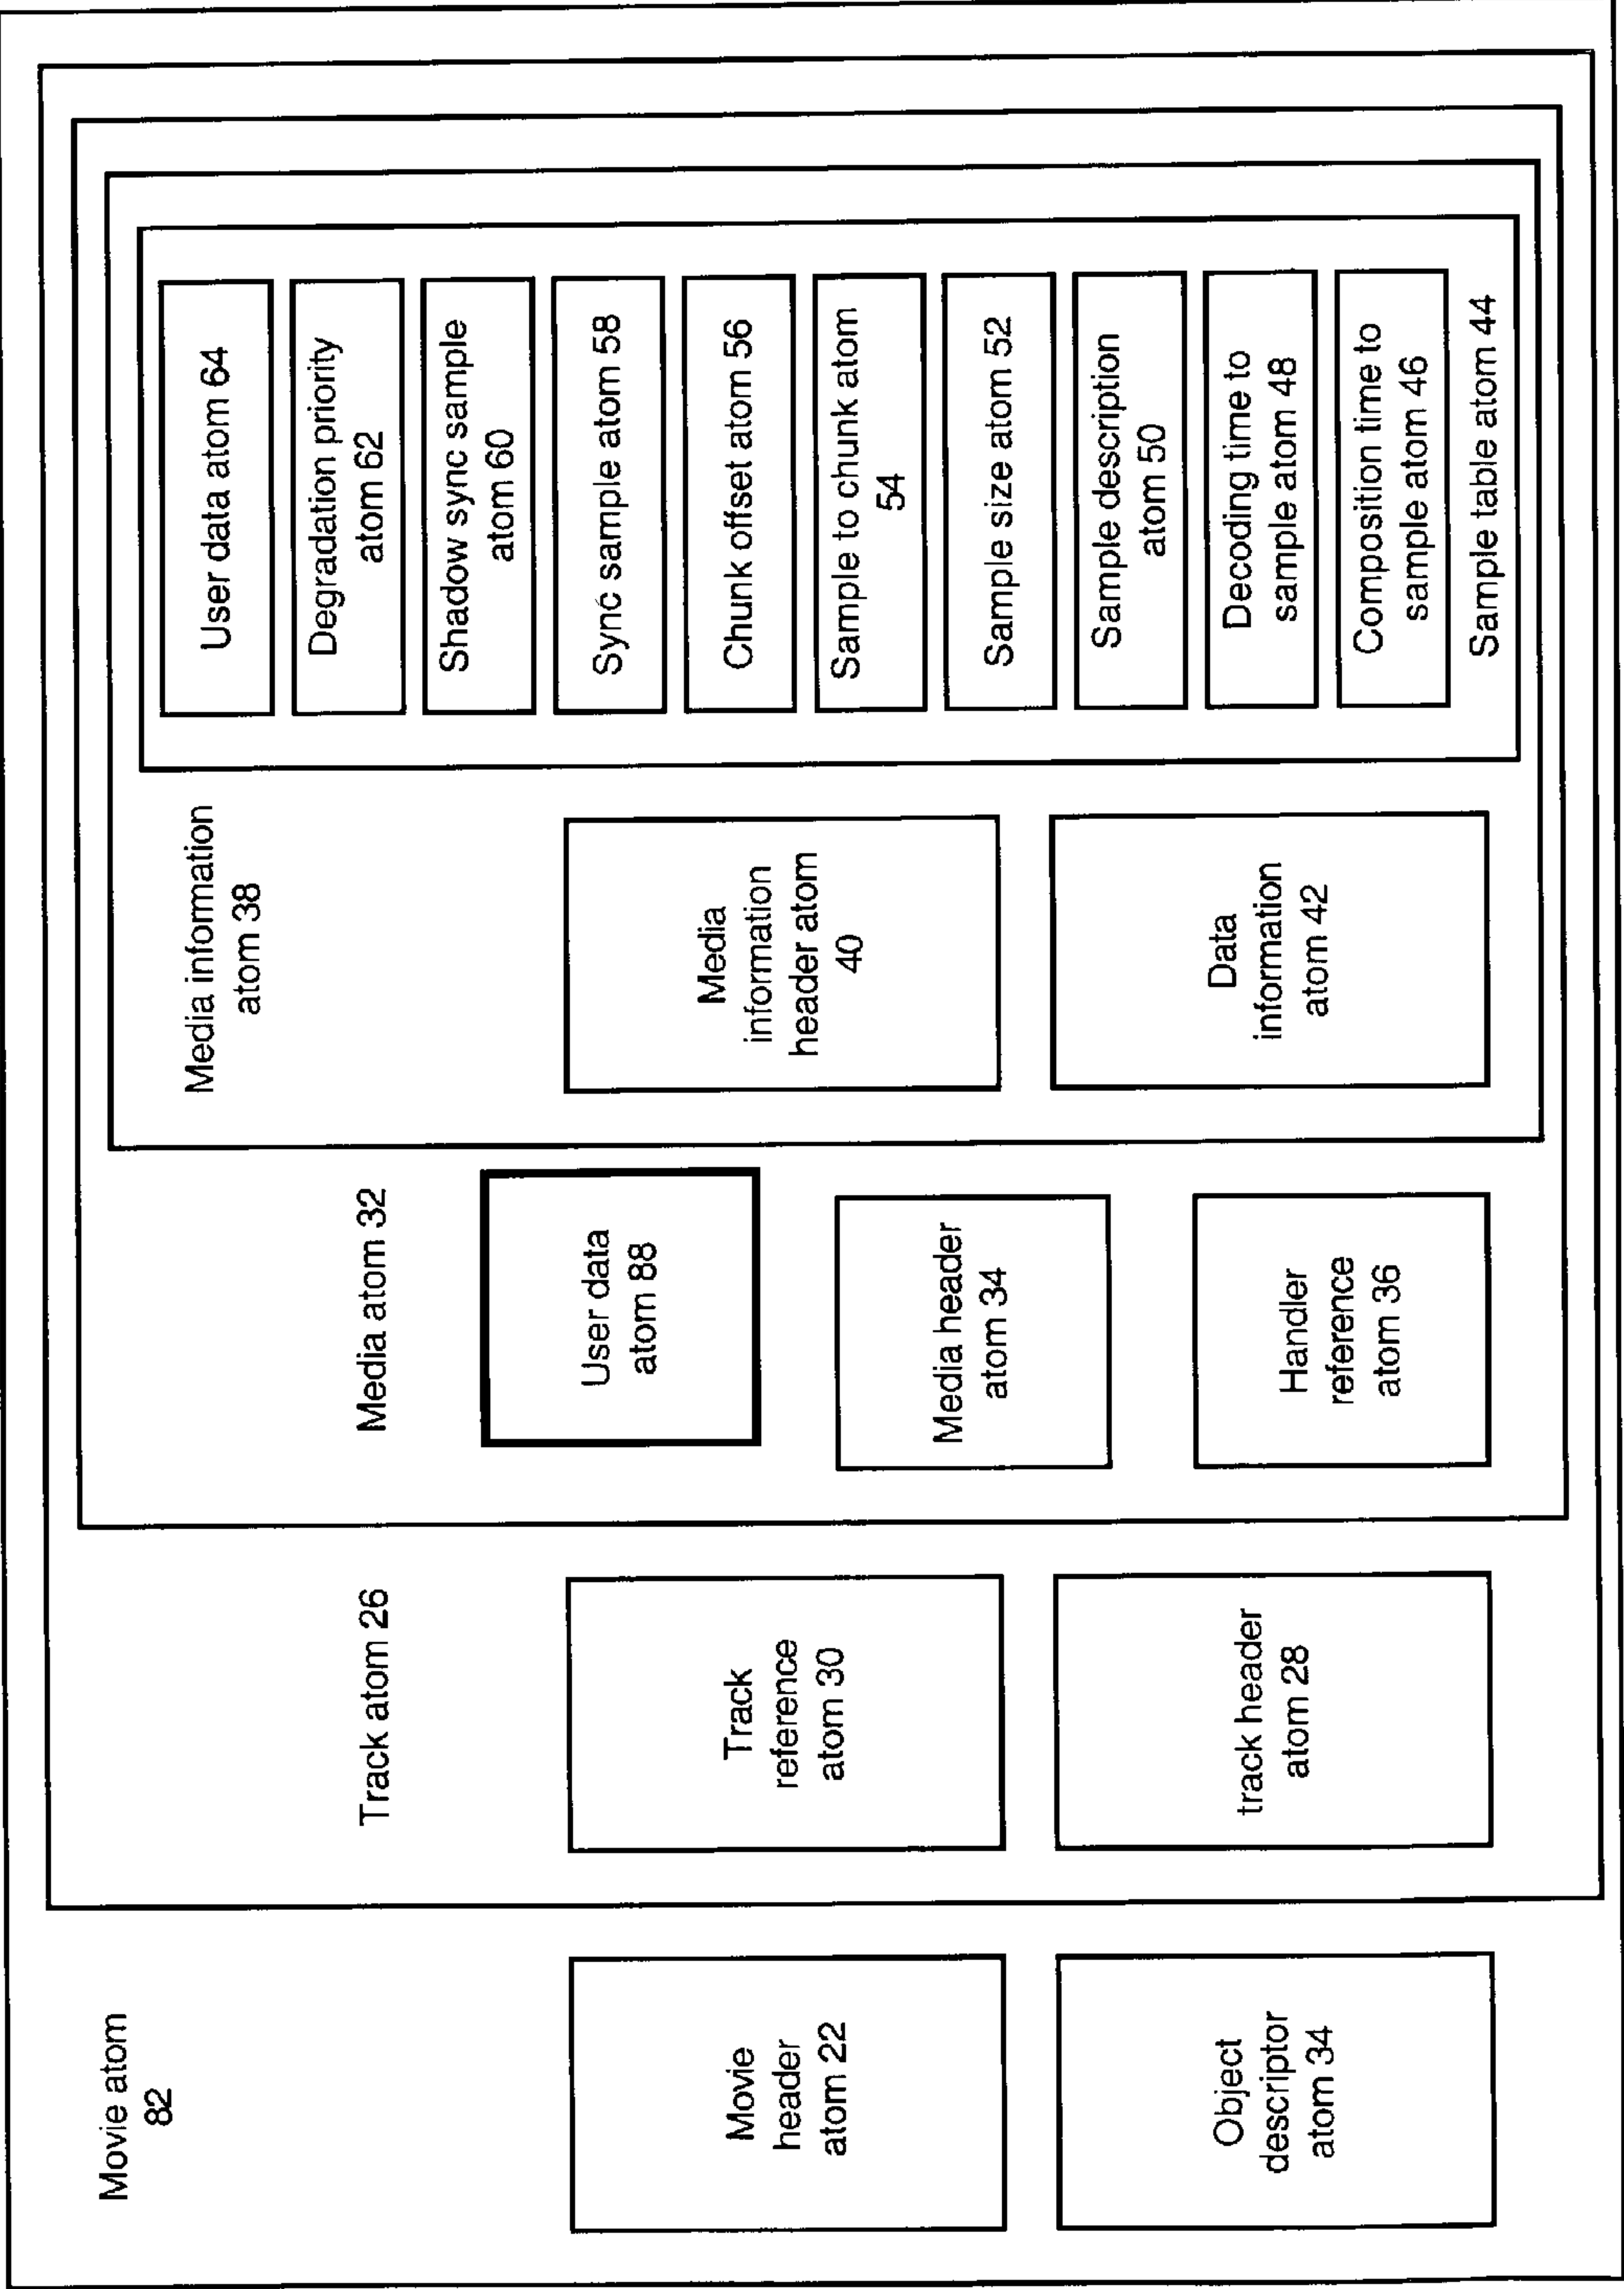 Movie atom
82
Movie
header
atom 22
Object
descriptor
atom 34
Track atom 26
Track
reference
atom 30
track header
atom 28
Media atom 32
User data
atom 88
Media header
atom 34
Handler
reference
atom 36
Media information
atom 38
Media
information
header atom
40
Data
information
atom 42
User data atom 64
Degradation priority
atom 62
Shadow sync sample
atom 60
Sync sample atom 58
Chunk offset atom 56
Sample to chunk atom
54
Sample size atom 52
Sample description
atom 50
Decoding time to
sample atom 48
Composition time to
sample atom 46
Sample table atom 44